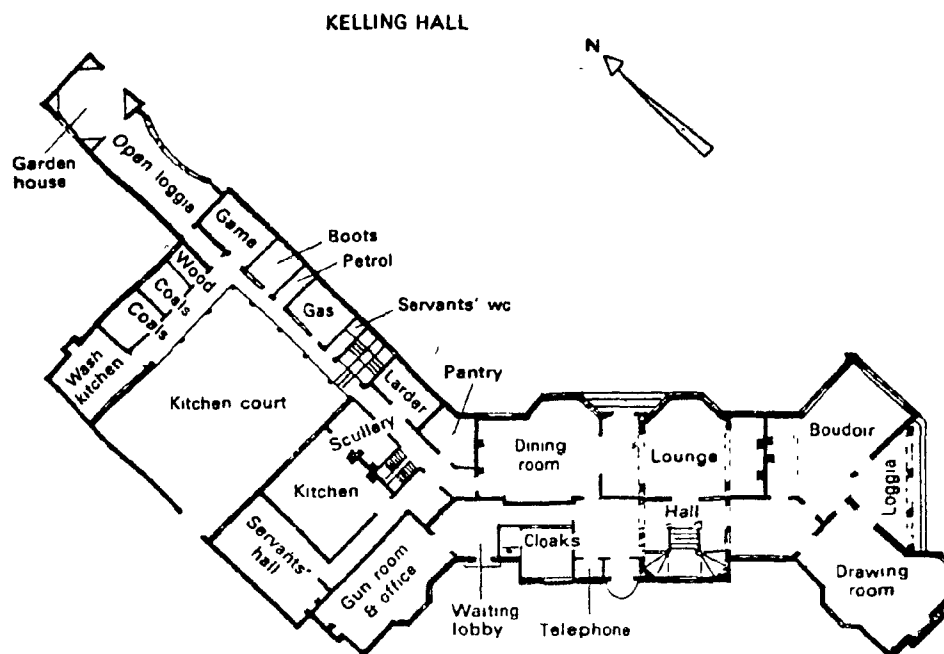 KELLING HALL
N
Garden
house
Open loggia
Game
Boots
Petrol
Wood
Coals
Coals
Gas
Servants' wc
Wash
kitchen
Kitchen court
Larder
Pantry
Scullery
Dining
room
Lounge
Boudoir
Loggia
Kitchen
Hall
Servants'
hall
Cloaks
Gun room
& office
Drawing
room
Waiting
lobby
Telephone